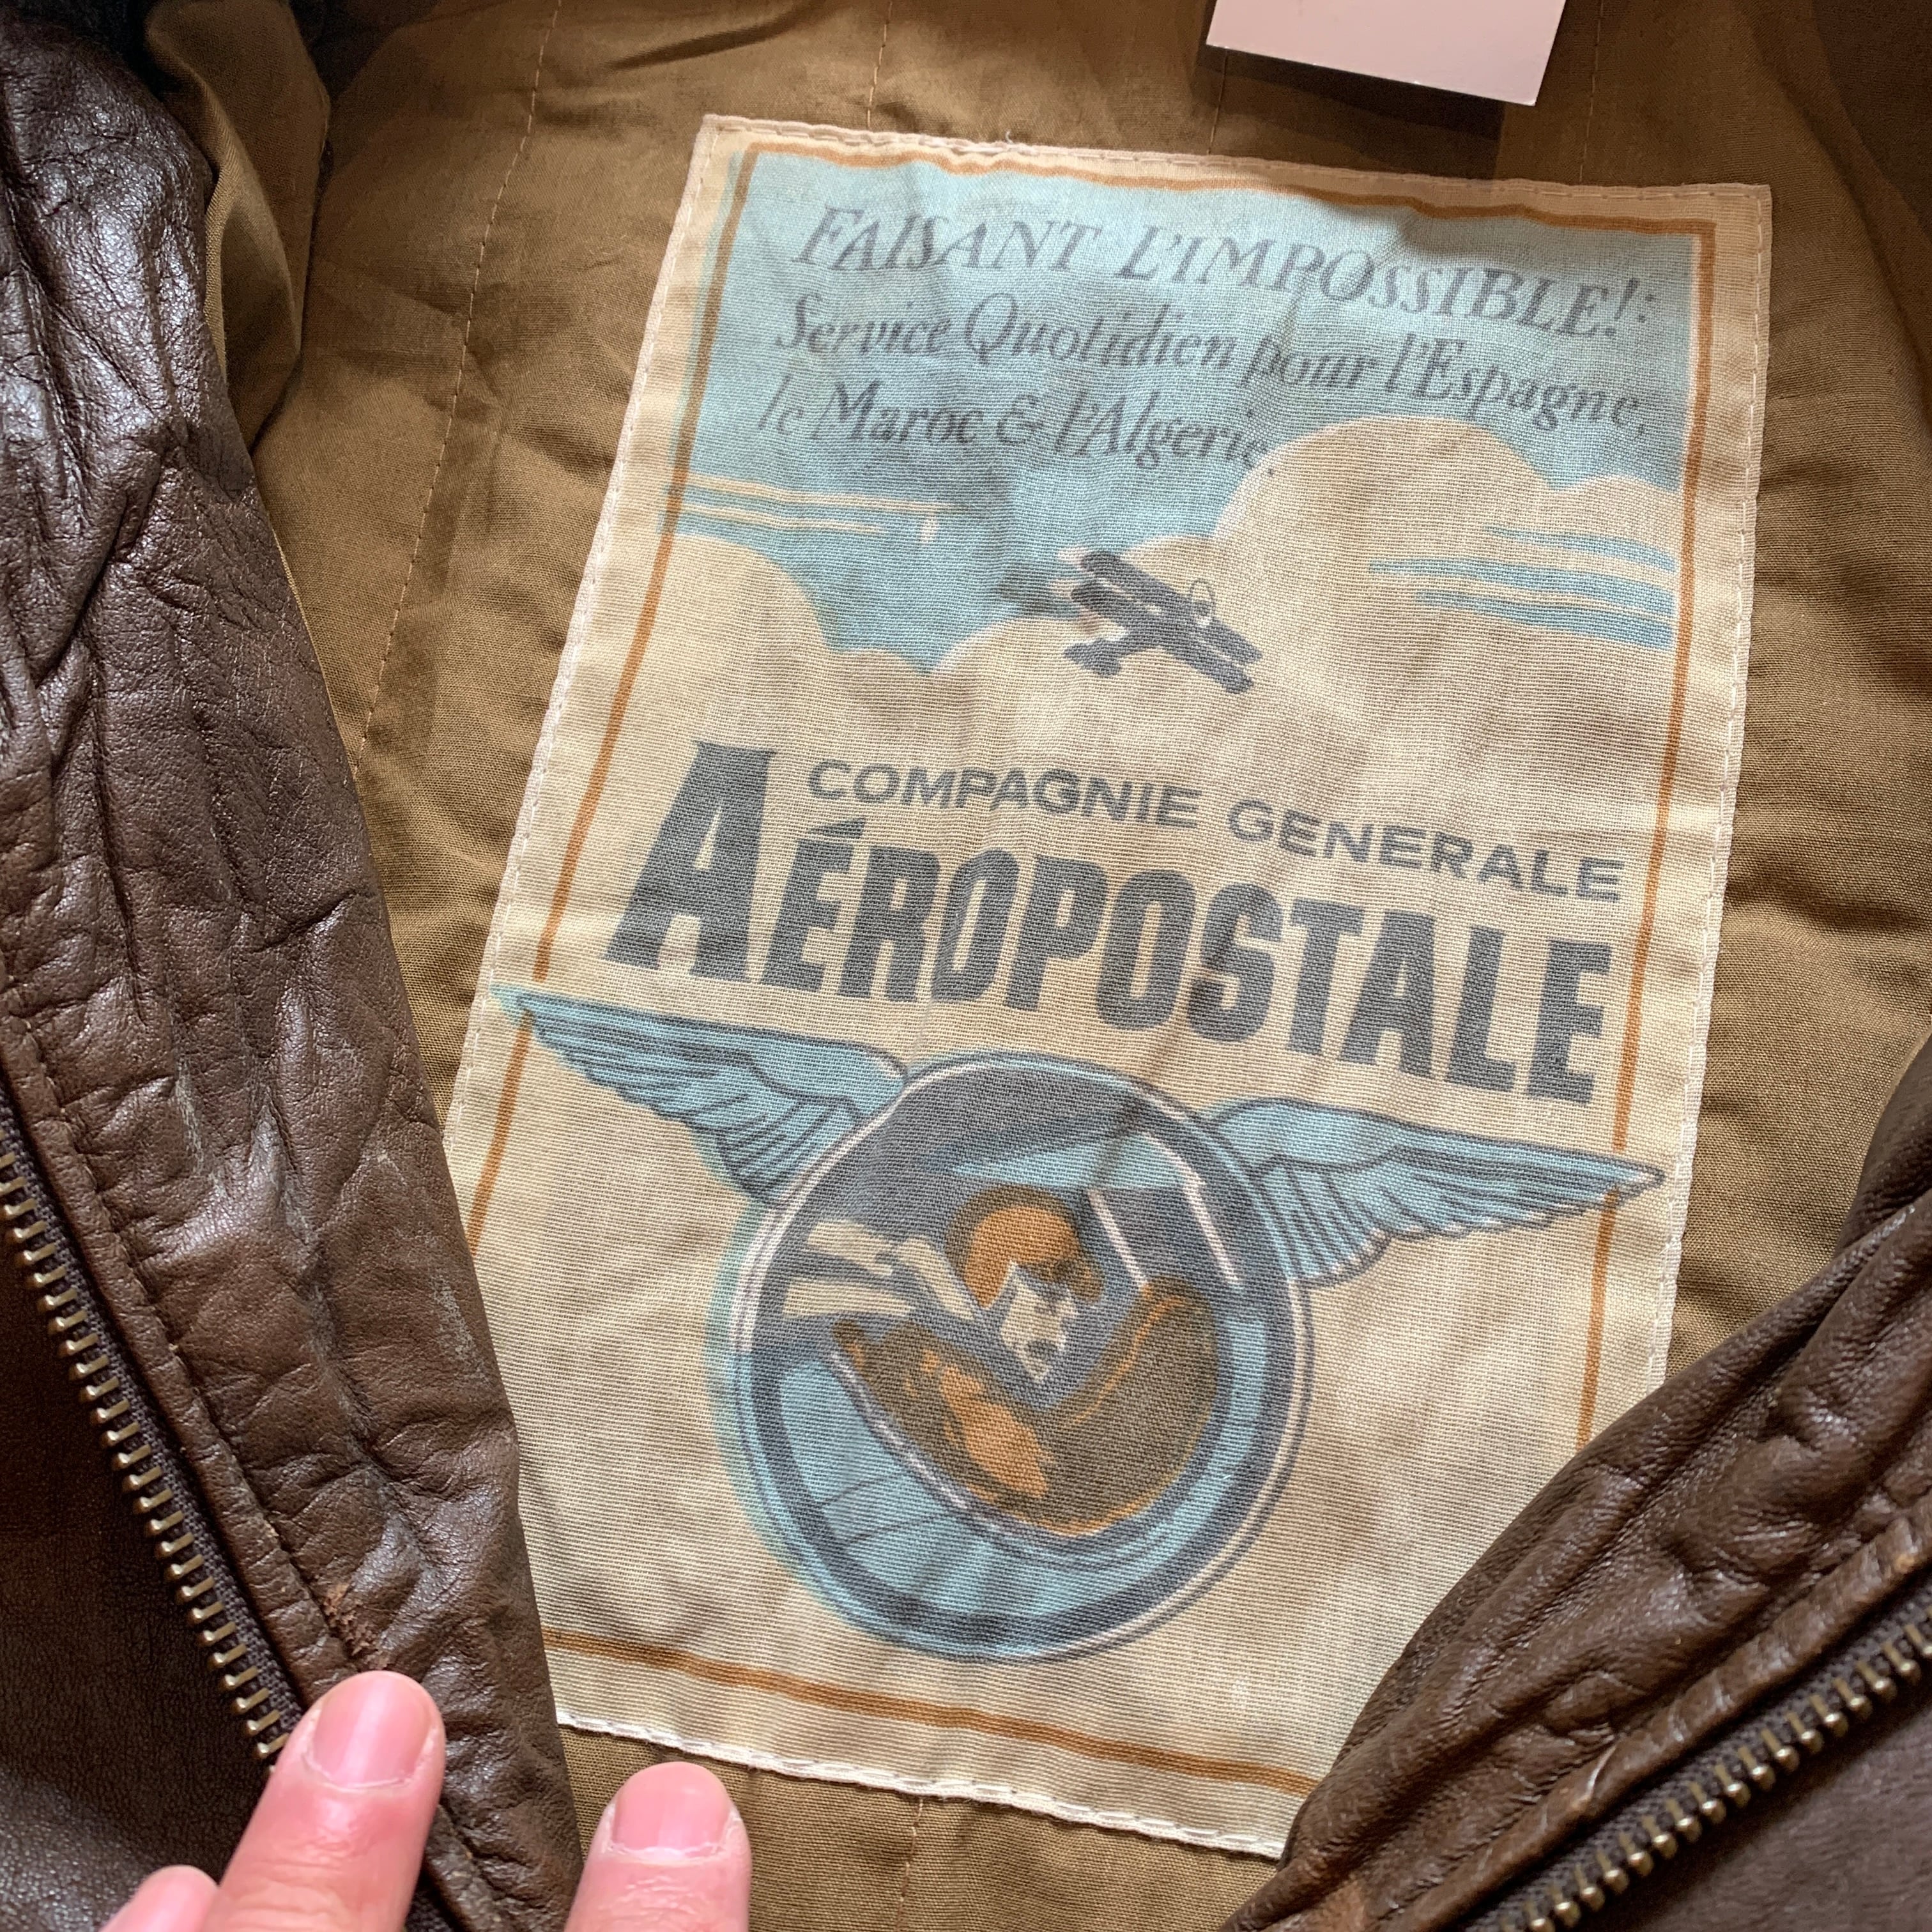 FAISANT L'IMPOSSIBLE!:
Service Quotidien pour l'Espagne,
le Maroc & l'Algerie.
COMPAGNIE GENERALE
AÉROPOSTALE